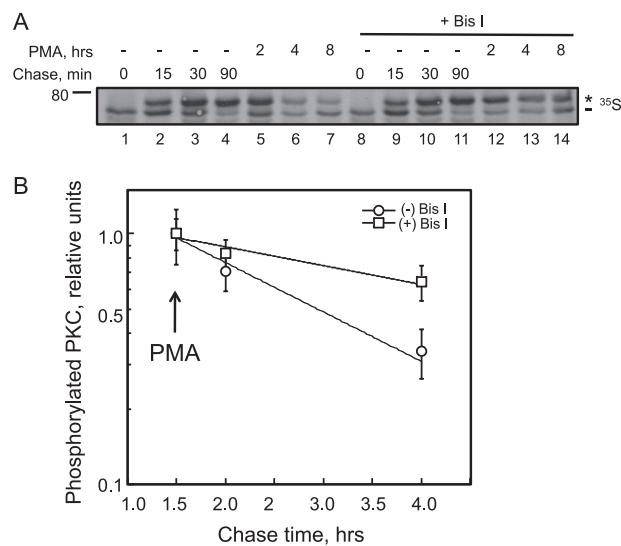 A
+ Bis I
PMA, hrs - - - - 2 4 8 - - - - 2 4 8
Chase, min 0 15 30 90 0 15 30 90
80
* 35S
-
1 2 3 4 5 6 7 8 9 10 11 12 13 14
B
(-) Bis I
(+) Bis I
1.0
0.5
0.1
Phosphorylated PKC, relative units
PMA
1.0 1.5 2.0 2.5 3.0 3.5 4.0
Chase time, hrs